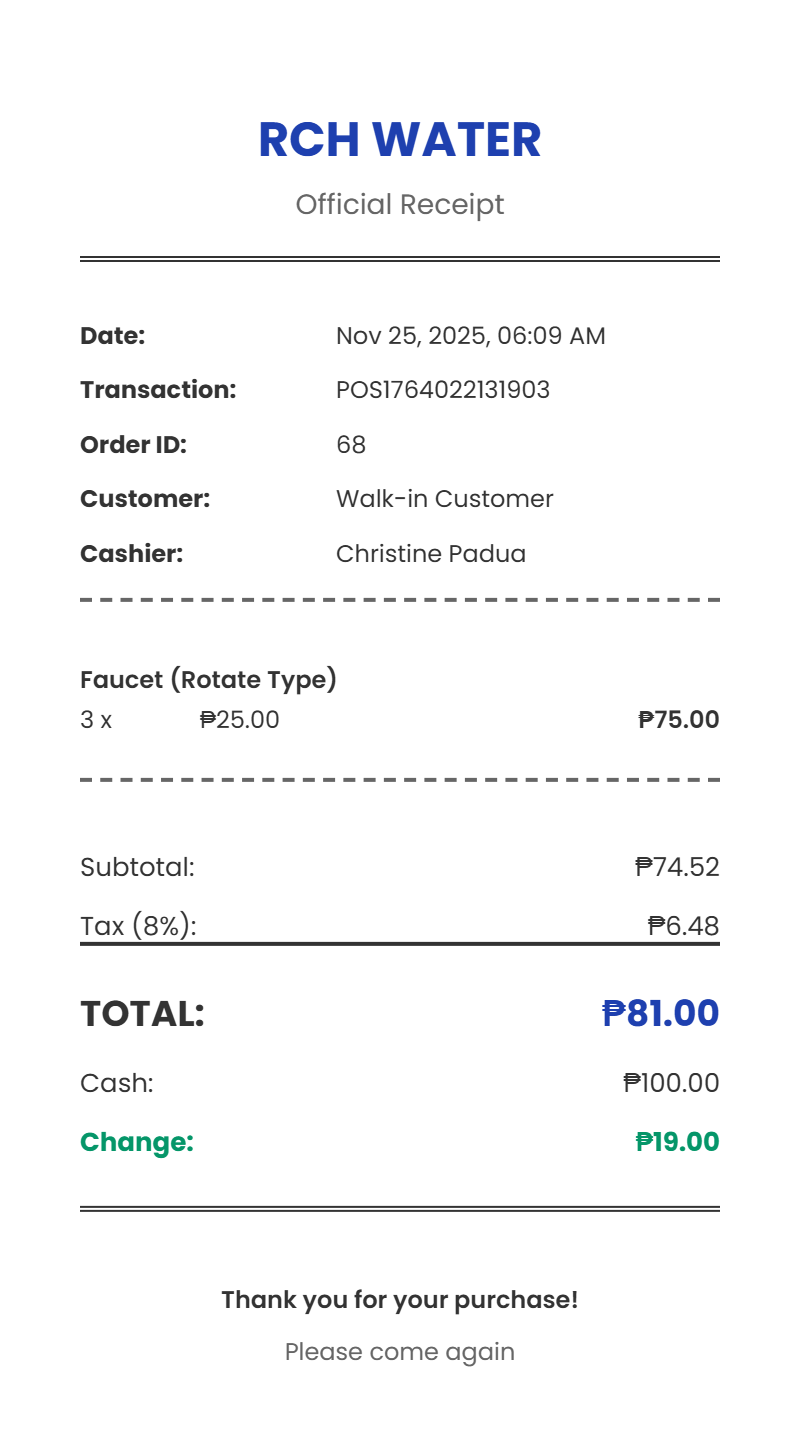 RCH WATER
Official Receipt
Date: Nov 25, 2025, 06:09 AM
Transaction: POS1764022131903
Order ID: 68
Customer: Walk-in Customer
Cashier: Christine Padua
Faucet (Rotate Type)
3 x ₱25.00 ₱75.00
Subtotal: ₱74.52
Tax (8%): ₱6.48
TOTAL: ₱81.00
Cash: ₱100.00
Change: ₱19.00
Thank you for your purchase!
Please come again